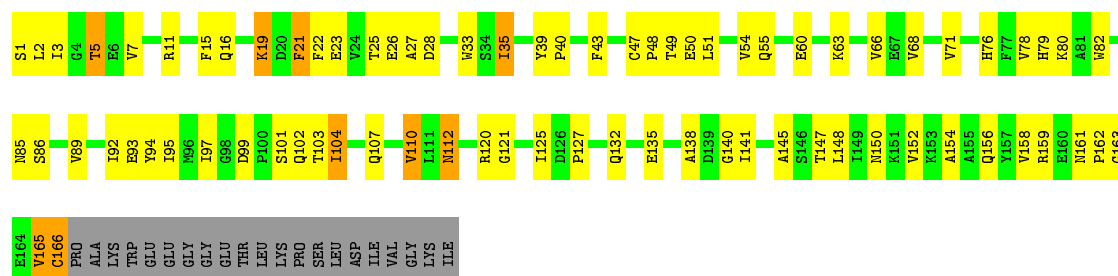 S1 L2 I3 G4 T5 E6 V7 R11 F15 Q16 K19 D20 F21 F22 E23 V24 T25 E26 A27 D28 W33 S34 I35 Y39 P40 F43 C47 P48 T49 E50 L51 V54 Q55 E60 K63 V66 E67 V68 V71 H76 F77 V78 H79 K80 A81 W82
N85 S86 V89 I92 E93 Y94 I95 M96 I97 G98 D99 P100 S101 Q102 T103 I104 Q107 V110 L111 N112 R120 G121 I125 D126 P127 Q132 E135 A138 D139 G140 I141 A145 S146 T147 L148 I149 N150 K151 V152 K153 A154 A155 Q156 Y157 V158 R159 E160 N161 P162 G163
E164 V165 C166 PRO ALA LYS TRP GLU GLU GLY GLY GLU THR LEU LYS PRO SER LEU ASP ILE VAL GLY LYS ILE